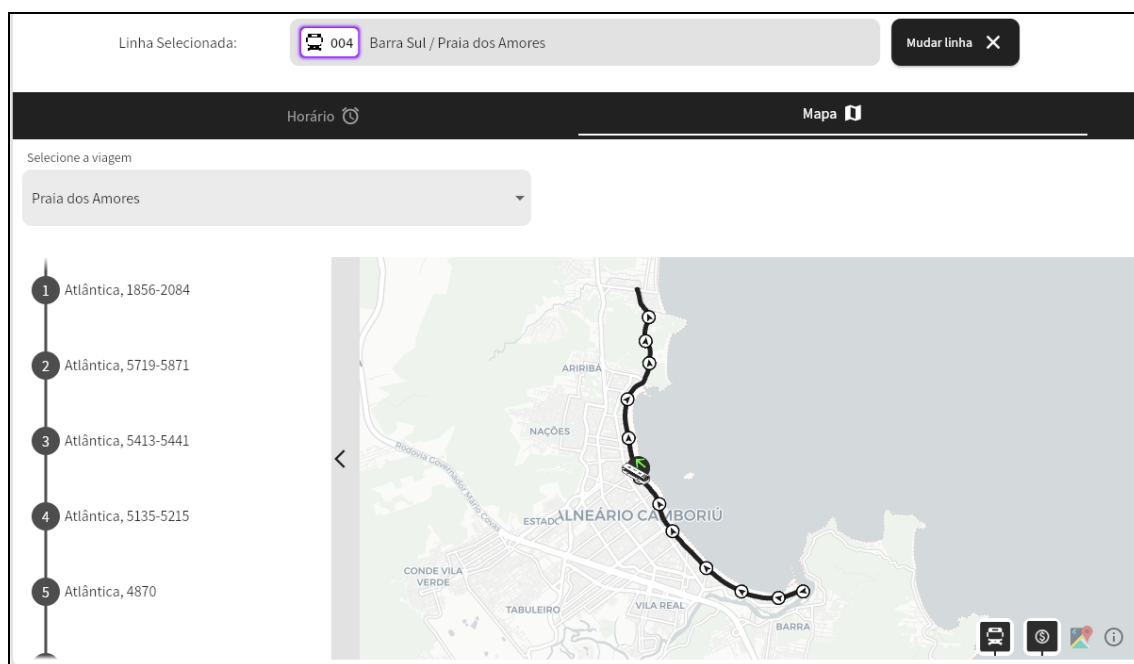 Linha Selecionada:
004 Barra Sul / Praia dos Amores
Mudar linha
Horário
Mapa
Selecione a viagem
Praia dos Amores
1 Atlântica, 1856-2084
2 Atlântica, 5719-5871
3 Atlântica, 5413-5441
4 Atlântica, 5135-5215
5 Atlântica, 4870
ARIRIBÁ
NAÇÕES
Rodovia Governador Mário Covas
ESTADO
ALNEÁRIO CAMBORIÚ
CONDE VILA
VERDE
TABULEIRO
VILA REAL
BARRA